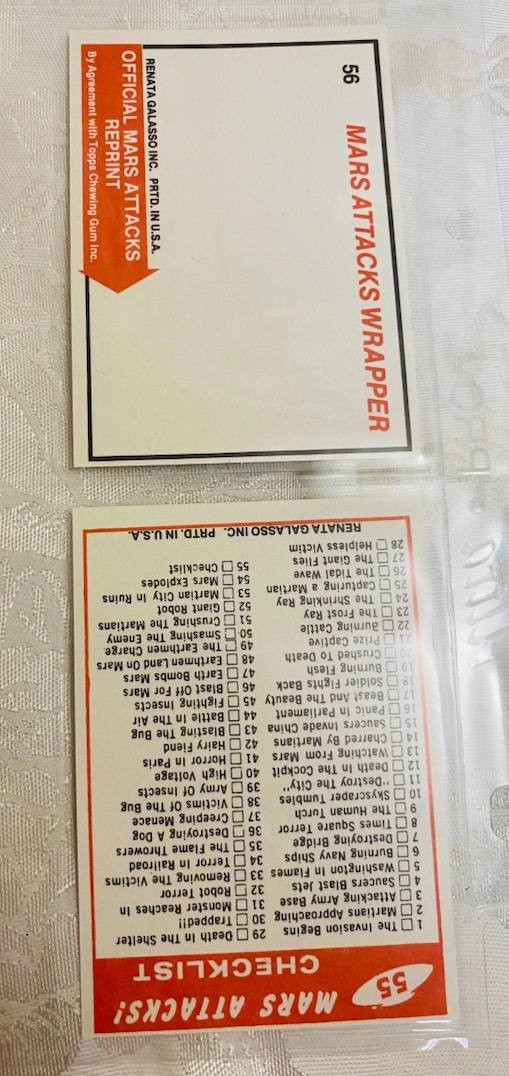 56
MARS ATTACKS WRAPPER
RENATA GALASSO INC. PRTD. IN U.S.A.
OFFICIAL MARS ATTACKS
REPRINT
By Agreement with Topps Chewing Gum Inc.
55
MARS ATTACKS!
CHECKLIST
1 The Invasion Begins
2 Martians Approaching
3 Attacking Army Base
4 Saucers Blast Jets
5 Washington In Flames
6 Burning Navy Ships
7 Destroying Bridge
8 Times Square Terror
9 The Human Torch
10 Skyscraper Tumbles
11 "Destroy The City"
12 Death In The Cockpit
13 Watching From Mars
14 Charred By Martians
15 Saucers Invade China
16 Panic In Parliament
17 Beast And The Beauty
18 Soldier Fights Back
19 Burning Flesh
20 Crushed To Death
21 Prize Captive
22 Burning Cattle
23 The Frost Ray
24 The Shrinking Ray
25 Capturing a Martian
26 The Tidal Wave
27 The Giant Flies
28 Helpless Victim
29 Death In The Shelter
30 Trapped!!
31 Monster Reaches In
32 Robot Terror
33 Removing The Victims
34 Terror In Railroad
35 The Flame Throwers
36 Destroying A Dog
37 Creeping Menace
38 Victims Of The Bug
39 Army Of Insects
40 High Voltage
41 Horror In Paris
42 Hairy Fiend
43 Blasting The Bug
44 Battle In The Air
45 Fighting Insects
46 Blast Off For Mars
47 Earth Bombs Mars
48 Earthmen Land On Mars
49 The Earthmen Charge
50 Smashing The Enemy
51 Crushing The Martians
52 Giant Robot
53 Martian City In Ruins
54 Mars Explodes
55 Checklist
RENATA GALASSO INC. PRTD. IN U.S.A.